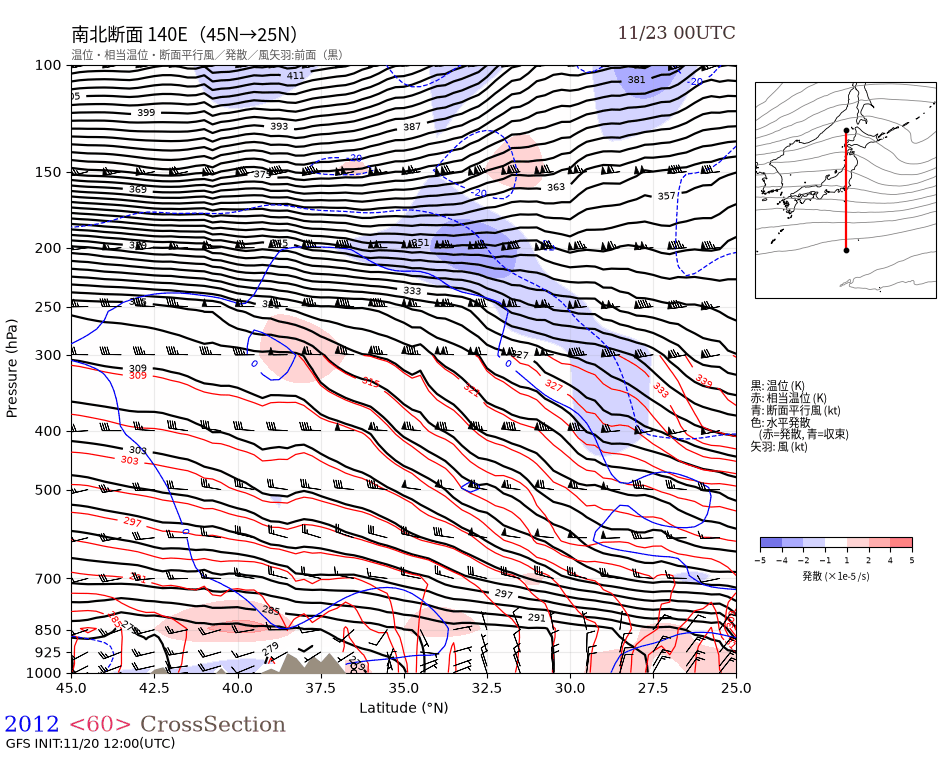 南北断面 140E（45N→25N）
11/23 00UTC
温位・相当温位・断面平行風／発散／風矢羽:前面（黒）
100
150
200
250
300
400
500
700
850
925
1000
Pressure (hPa)
45.0 42.5 40.0 37.5 35.0 32.5 30.0 27.5 25.0
Latitude (°N)
411
381
-20
399
393
387
-20
375
369
363
-20
357
351
333
327
327
339
333
315
321
309
309
0
0
303
303
297
0
297
291
285
279
黒: 温位 (K)
赤: 相当温位 (K)
青: 断面平行風 (kt)
色: 水平発散
(赤=発散, 青=収束)
矢羽: 風 (kt)
−5 −4 −2 −1 1 2 4 5
発散 (×1e-5 /s)
2012 <60> CrossSection
GFS INIT:11/20 12:00(UTC)